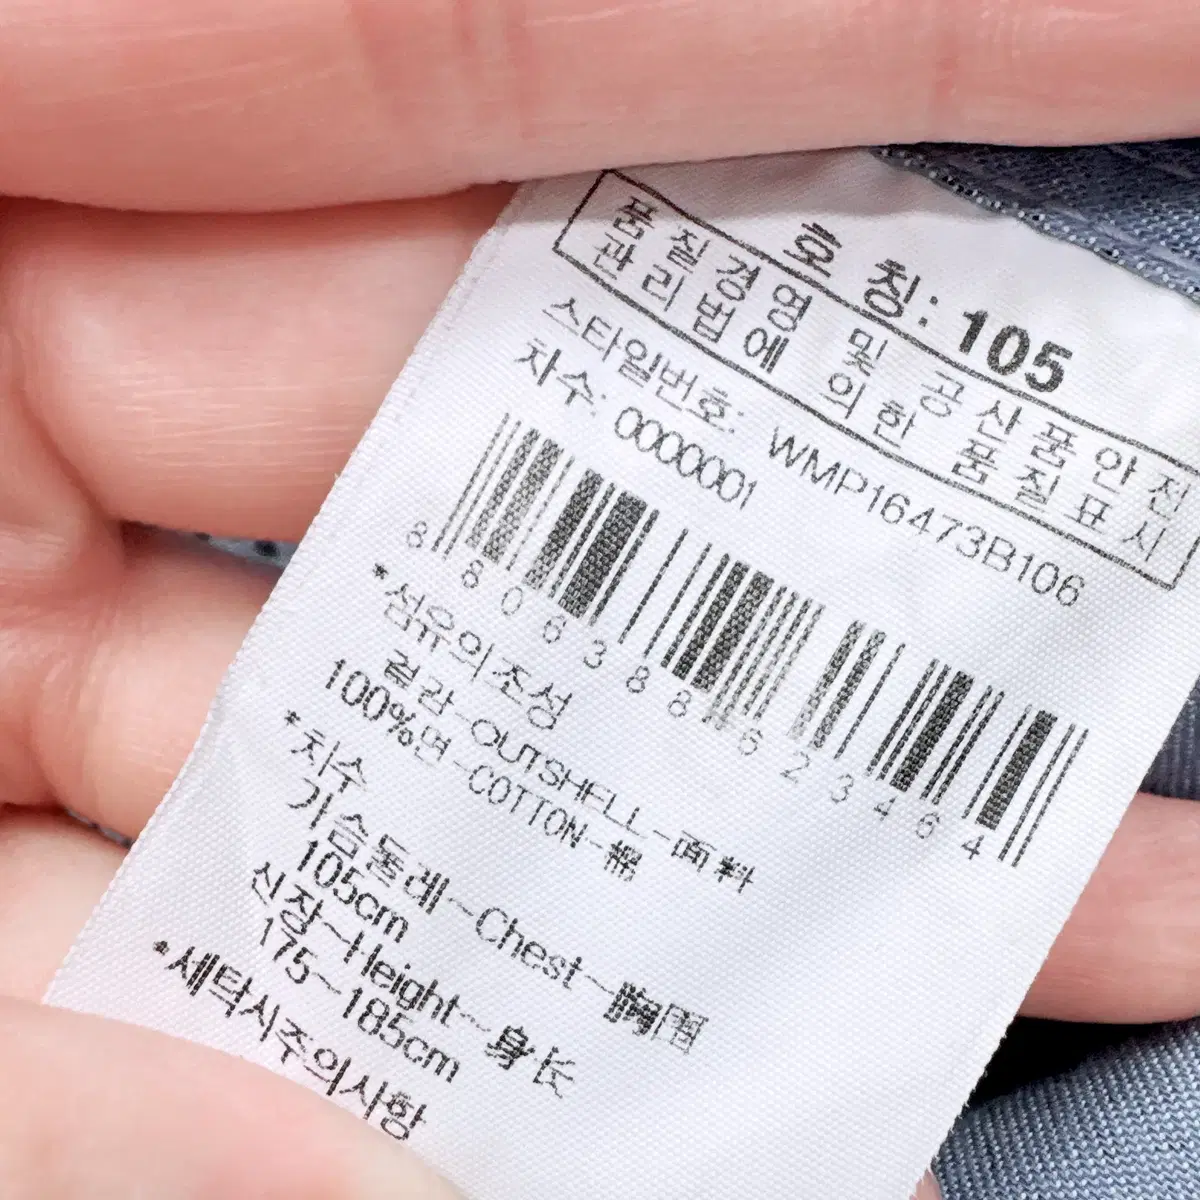 호 칭: 105
품질경영 및 공산품안전
관리법에 의한 품질표시
스타일번호: WMP16473B106
차수: 0000001
8 806388 623464
*섬유의조성
겉감-OUTSHELL-面料
100%면-COTTON-棉
*치수
가슴둘레~Chest~胸围
105cm
신장~Height~身长
175~185cm
*세탁시주의사항